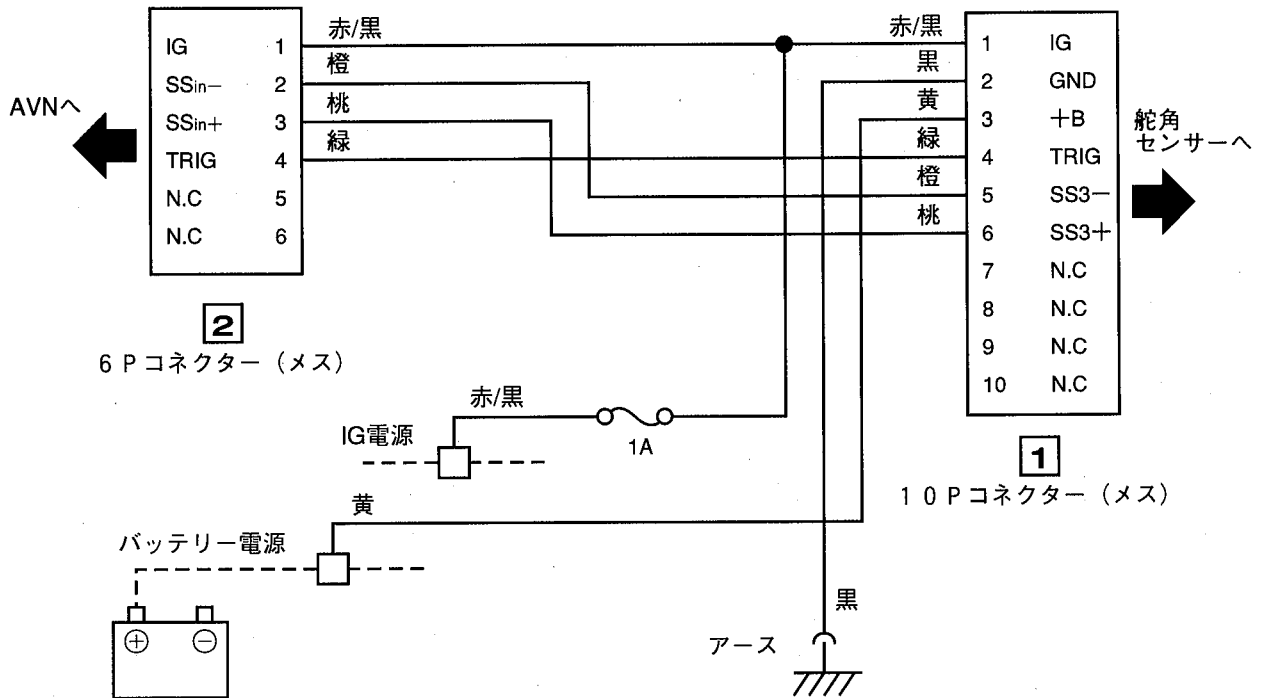 AVNへ
IG 1 赤/黒
SSin− 2 橙
SSin+ 3 桃
TRIG 4 緑
N.C 5
N.C 6
2
6Pコネクター（メス）
赤/黒 1 IG
黒 2 GND
黄 3 +B
緑 4 TRIG
橙 5 SS3−
桃 6 SS3+
7 N.C
8 N.C
9 N.C
10 N.C
舵角
センサーへ
1
10Pコネクター（メス）
赤/黒
1A
IG電源
黄
バッテリー電源
+ −
黒
アース